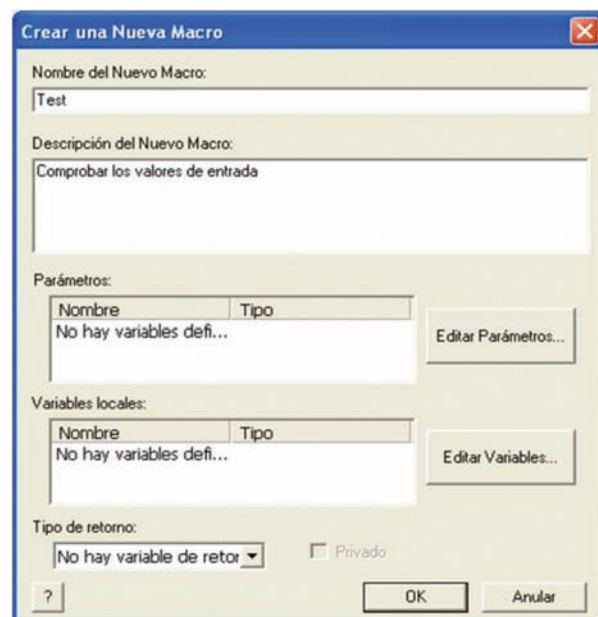 Crear una Nueva Macro
Nombre del Nuevo Macro:
Test
Descripción del Nuevo Macro:
Comprobar los valores de entrada
Parámetros:
Nombre Tipo
No hay variables defi...
Editar Parámetros...
Variables locales:
Nombre Tipo
No hay variables defi...
Editar Variables...
Tipo de retorno:
No hay variable de retor
Privado
? OK Anular